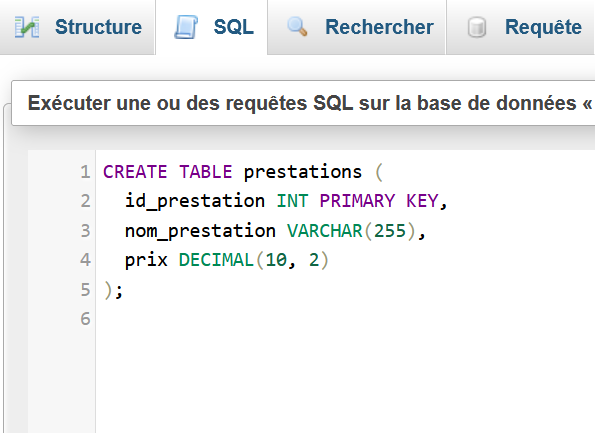 Structure SQL Rechercher Requête
Exécuter une ou des requêtes SQL sur la base de données «
1 CREATE TABLE prestations (
2 id_prestation INT PRIMARY KEY,
3 nom_prestation VARCHAR(255),
4 prix DECIMAL(10, 2)
5 );
6